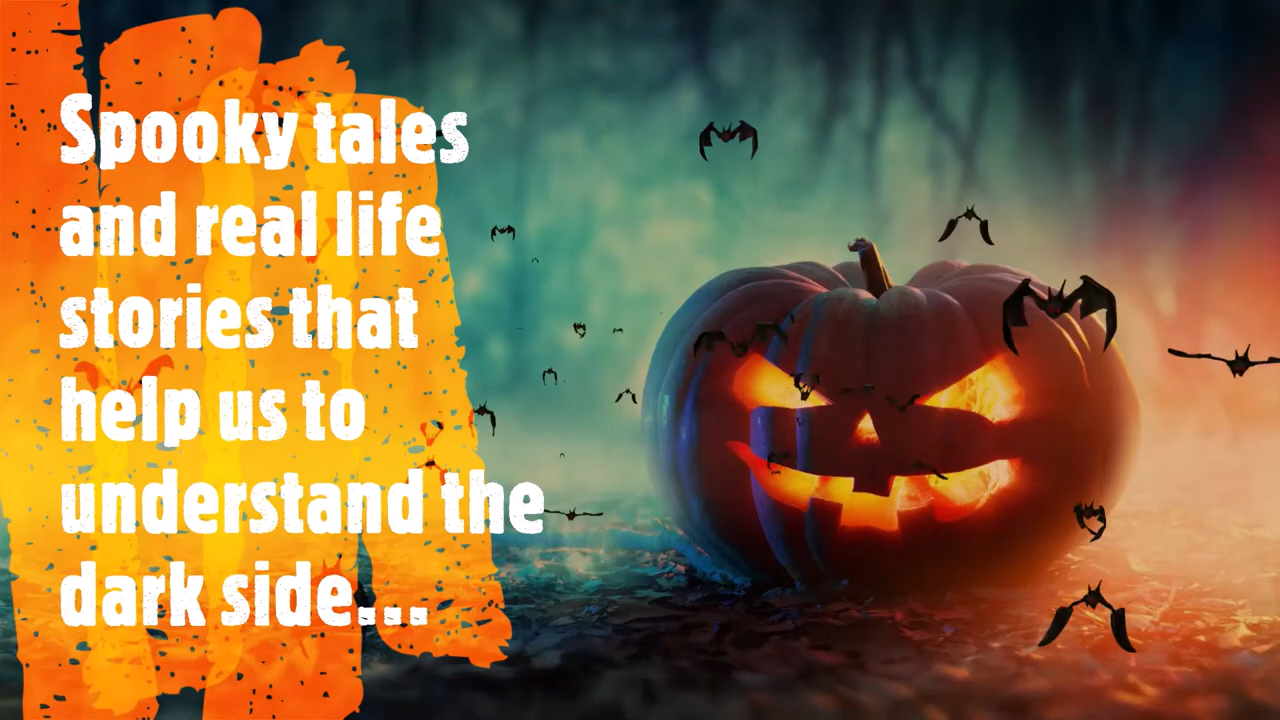 Spooky tales
and real life
stories that
help us to
understand the
dark side...